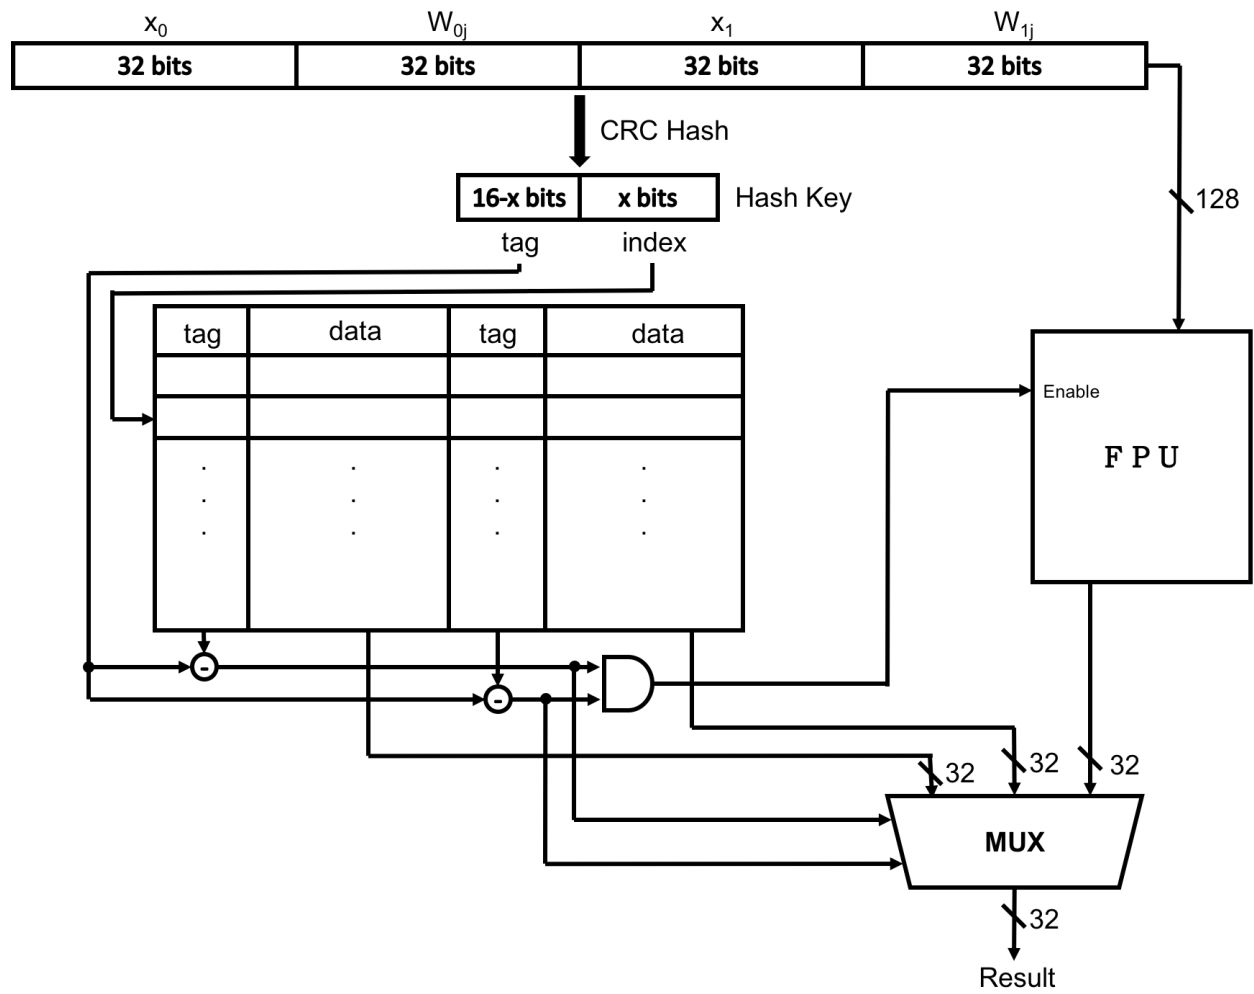 x0 W0j x1 W1j
32 bits 32 bits 32 bits 32 bits
CRC Hash
16-x bits x bits Hash Key
128
tag index
tag data tag data
Enable
F P U
. . .
. . .
. . .
- 
-
32 32 32
MUX
32
Result